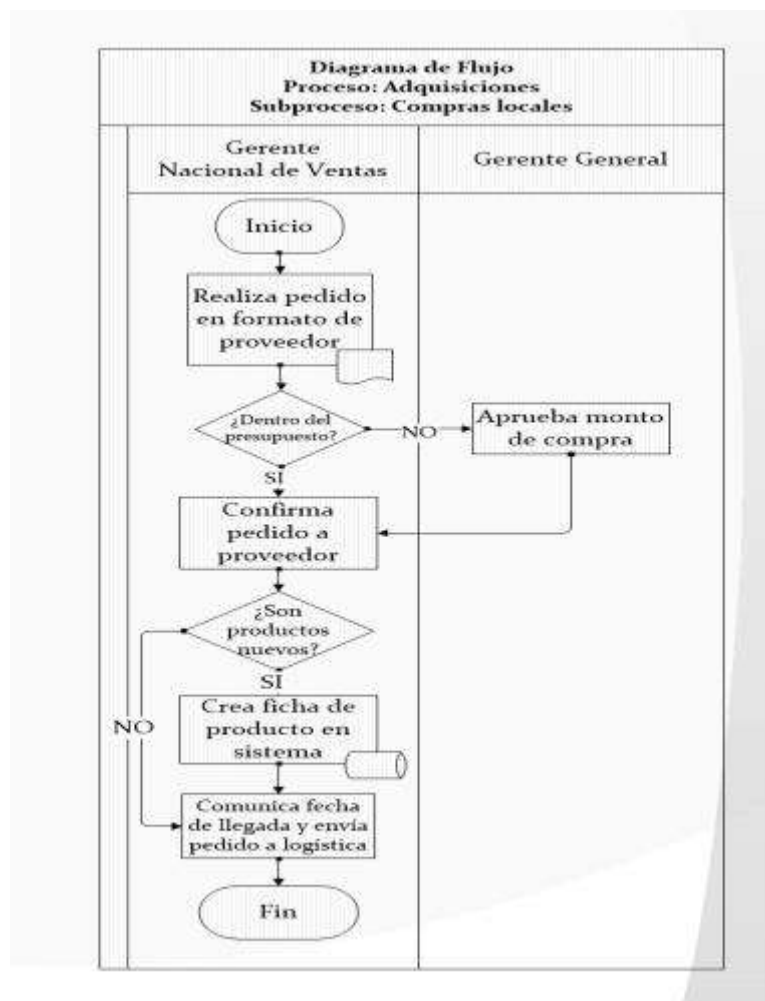 Diagrama de Flujo
Proceso: Adquisiciones
Subproceso: Compras locales
Gerente
Nacional de Ventas
Gerente General
Inicio
Realiza pedido
en formato de
proveedor
¿Dentro del
presupuesto?
NO
Aprueba monto
de compra
SI
Confirma
pedido a
proveedor
¿Son
productos
nuevos?
SI
NO
Crea ficha de
producto en
sistema
Comunica fecha
de llegada y envía
pedido a logística
Fin